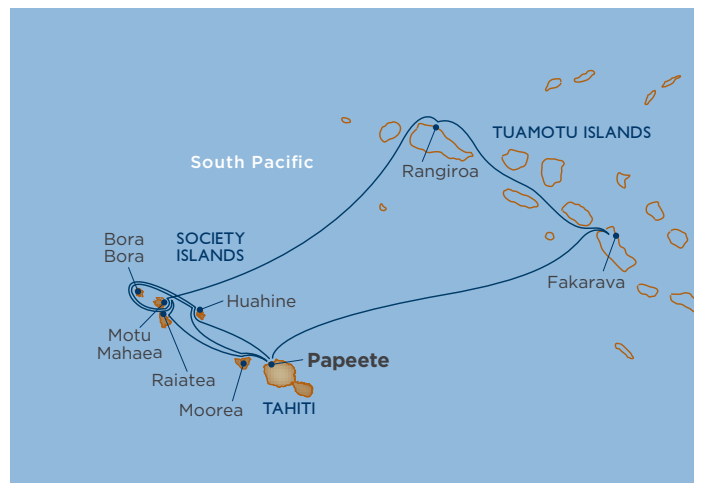 TUAMOTU ISLANDS
South Pacific
Rangiroa
Bora
Bora
SOCIETY
ISLANDS
Fakarava
Huahine
Motu
Mahaea
Papeete
Raiatea
Moorea
TAHITI